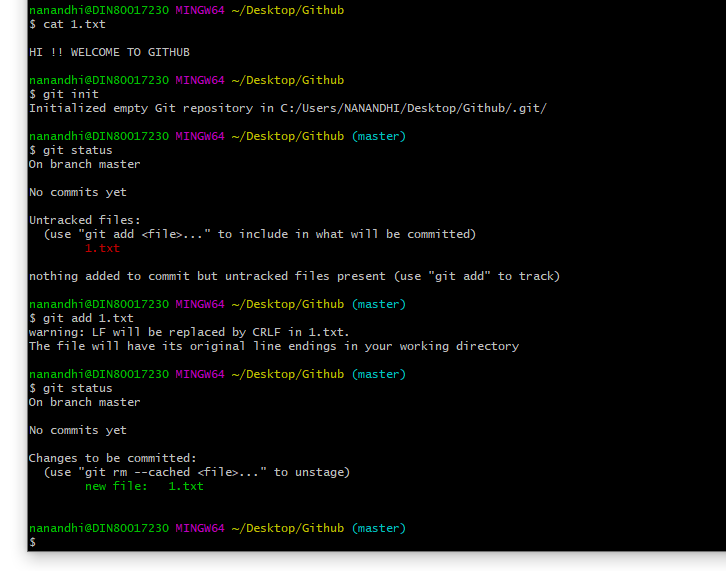 nanandhi@DIN80017230 MINGW64 ~/Desktop/Github
$ cat 1.txt
HI !! WELCOME TO GITHUB
nanandhi@DIN80017230 MINGW64 ~/Desktop/Github
$ git init
Initialized empty Git repository in C:/Users/NANANDHI/Desktop/Github/.git/
nanandhi@DIN80017230 MINGW64 ~/Desktop/Github (master)
$ git status
On branch master
No commits yet
Untracked files:
  (use "git add <file>..." to include in what will be committed)
        1.txt
nothing added to commit but untracked files present (use "git add" to track)
nanandhi@DIN80017230 MINGW64 ~/Desktop/Github (master)
$ git add 1.txt
warning: LF will be replaced by CRLF in 1.txt.
The file will have its original line endings in your working directory
nanandhi@DIN80017230 MINGW64 ~/Desktop/Github (master)
$ git status
On branch master
No commits yet
Changes to be committed:
  (use "git rm --cached <file>..." to unstage)
        new file:   1.txt
nanandhi@DIN80017230 MINGW64 ~/Desktop/Github (master)
$